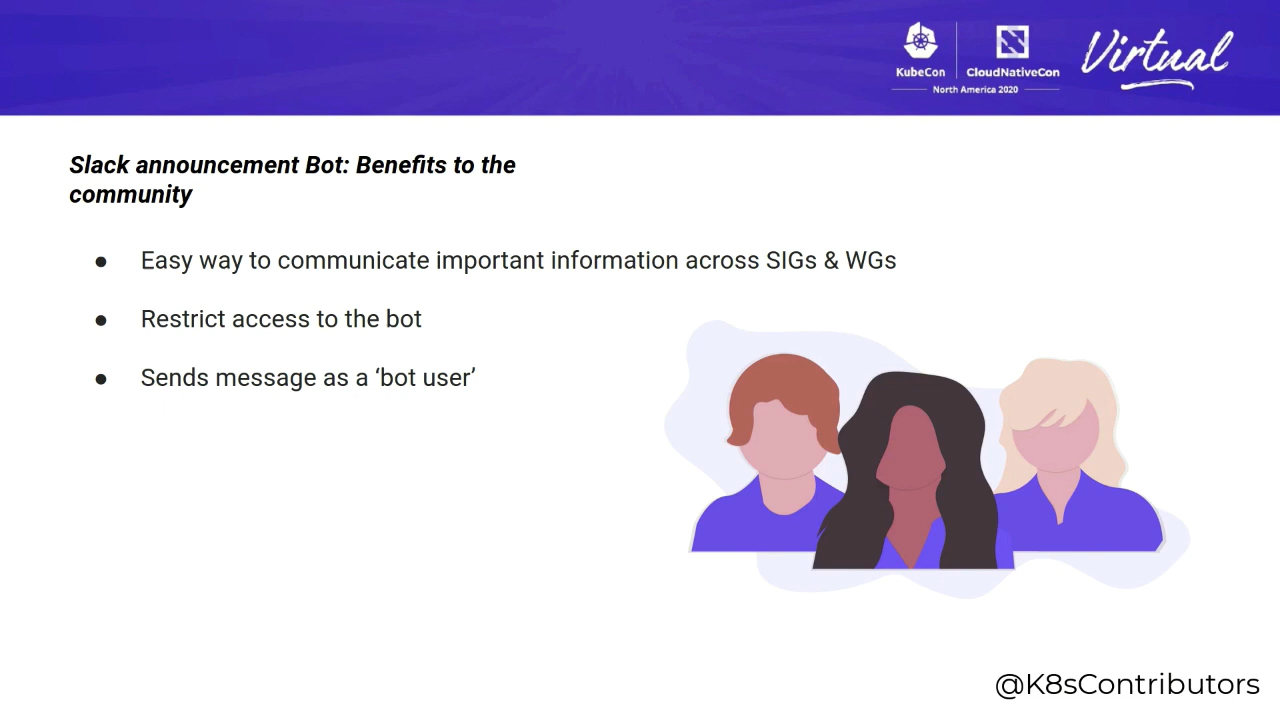 KubeCon
CloudNativeCon
North America 2020
Virtual
Slack announcement Bot: Benefits to the
community
● Easy way to communicate important information across SIGs & WGs
● Restrict access to the bot
● Sends message as a ‘bot user’
@K8sContributors